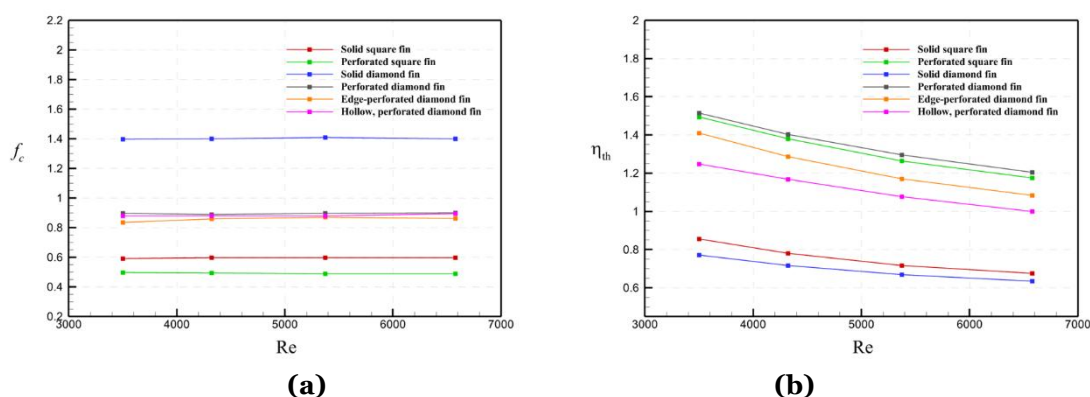 2.2
2
1.8
1.6
1.4
1.2
1
0.8
0.6
0.4
0.2
f_c
3000 4000 5000 6000 7000
Re
Solid square fin
Perforated square fin
Solid diamond fin
Perforated diamond fin
Edge-perforated diamond fin
Hollow, perforated diamond fin
(a)
2
1.8
1.6
1.4
1.2
1
0.8
0.6
η_th
3000 4000 5000 6000 7000
Re
Solid square fin
Perforated square fin
Solid diamond fin
Perforated diamond fin
Edge-perforated diamond fin
Hollow, perforated diamond fin
(b)